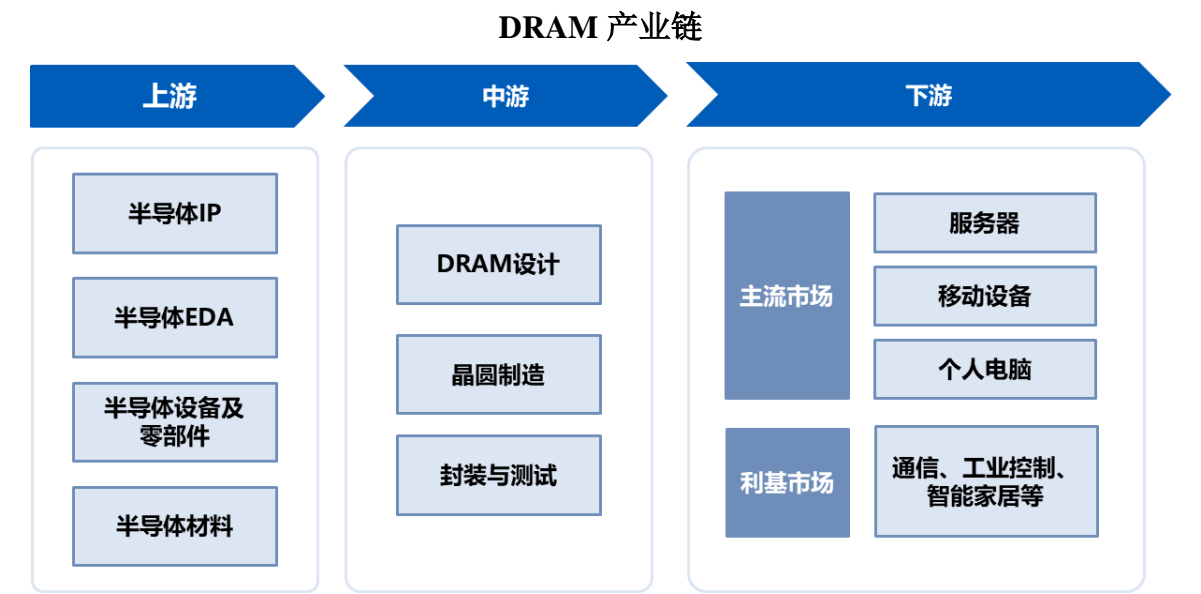 DRAM 产业链
上游
中游
下游
半导体IP
半导体EDA
半导体设备及
零部件
半导体材料
DRAM设计
晶圆制造
封装与测试
主流市场
服务器
移动设备
个人电脑
利基市场
通信、工业控制、
智能家居等